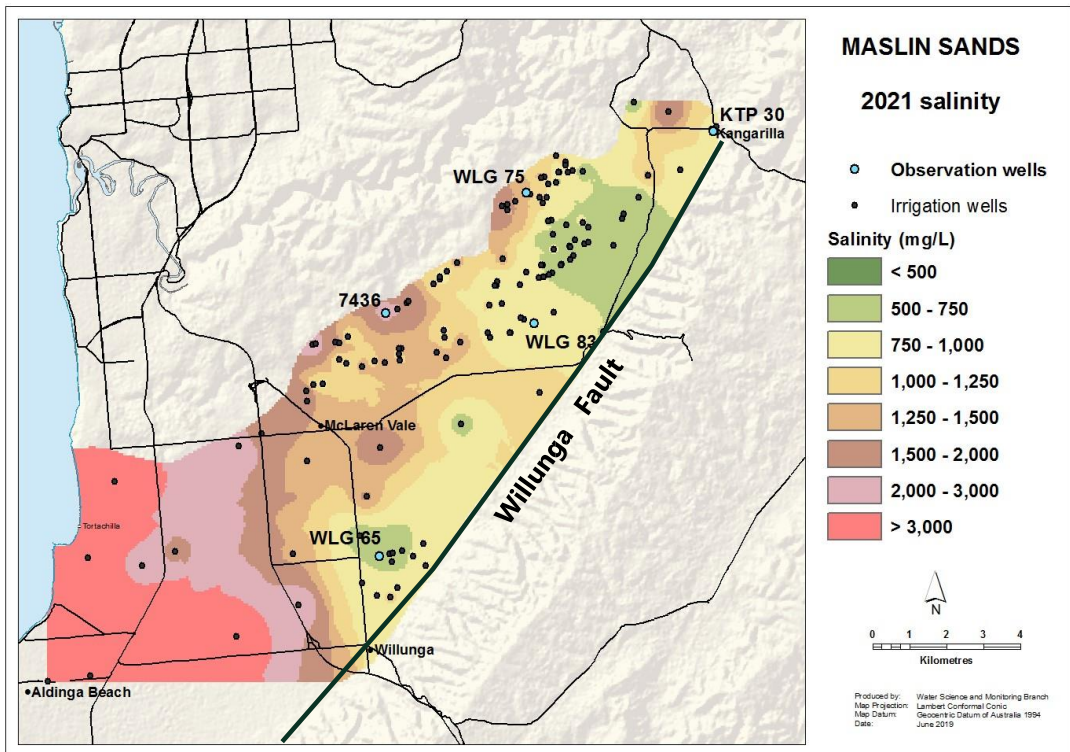 MASLIN SANDS
2021 salinity
Observation wells
Irrigation wells
Salinity (mg/L)
< 500
500 - 750
750 - 1,000
1,000 - 1,250
1,250 - 1,500
1,500 - 2,000
2,000 - 3,000
> 3,000
N
0 1 2 3 4
Kilometres
Produced by: Water Science and Monitoring Branch
Map Projection: Lambert Conformal Conic
Map Datum: Geocentric Datum of Australia 1994
Date: June 2019
KTP 30
Kangarilla
WLG 75
7436
WLG 83
Willunga Fault
McLaren Vale
Tortachilla
WLG 65
Willunga
Aldinga Beach